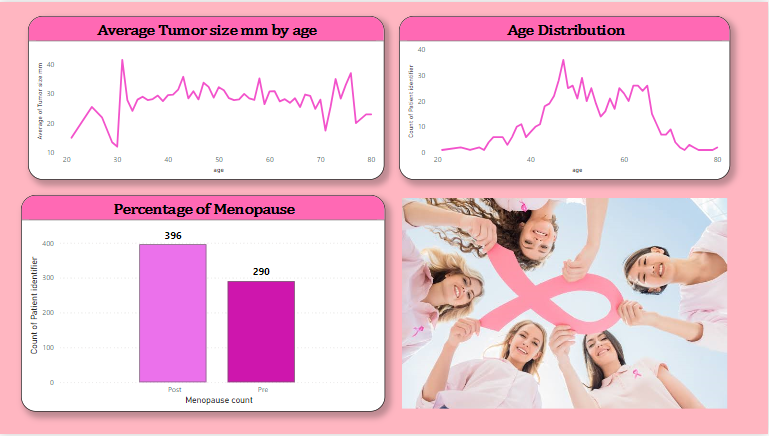 Average Tumor size mm by age
Average of Tumor size mm
40
30
20
10
20
30
40
50
60
70
80
age
Age Distribution
Count of Patient identifier
40
30
20
10
0
20
40
60
80
age
Percentage of Menopause
Count of Patient identifier
400
300
200
100
0
396
290
Post
Pre
Menopause count